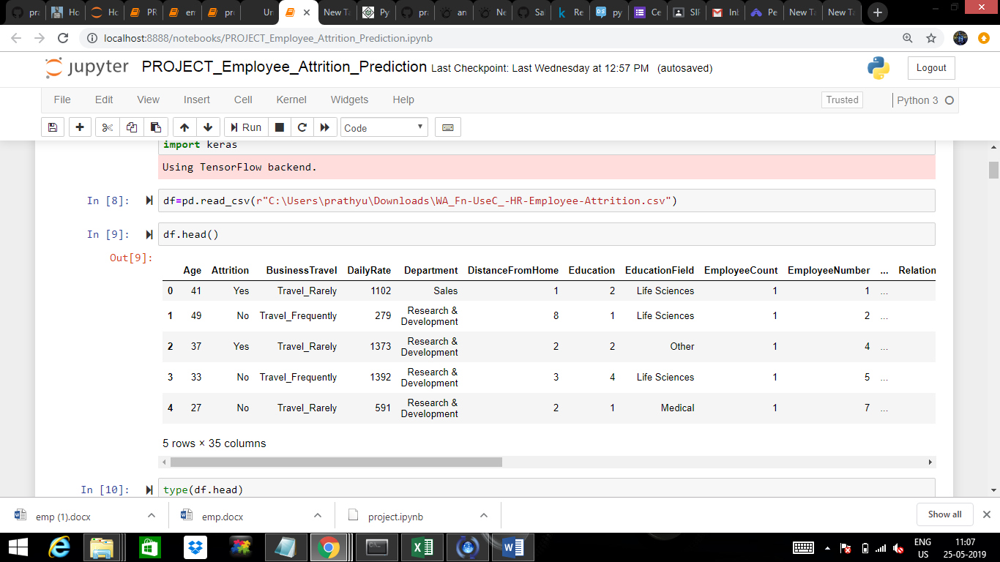 pra Ho Ho PR en pro Un New Ta Py pra an Ne Sa Re py Ce SIF Inb Pe New Ta New Ta
localhost:8888/notebooks/PROJECT_Employee_Attrition_Prediction.ipynb
jupyter PROJECT_Employee_Attrition_Prediction Last Checkpoint: Last Wednesday at 12:57 PM (autosaved) Logout
File Edit View Insert Cell Kernel Widgets Help Trusted Python 3
Run Code
import keras
Using TensorFlow backend.
In [8]: df=pd.read_csv(r"C:\Users\prathyu\Downloads\WA_Fn-UseC_-HR-Employee-Attrition.csv")
In [9]: df.head()
Out[9]:
Age Attrition BusinessTravel DailyRate Department DistanceFromHome Education EducationField EmployeeCount EmployeeNumber ... Relation
0 41 Yes Travel_Rarely 1102 Sales 1 2 Life Sciences 1 1 ...
1 49 No Travel_Frequently 279 Research & Development 8 1 Life Sciences 1 2 ...
2 37 Yes Travel_Rarely 1373 Research & Development 2 2 Other 1 4 ...
3 33 No Travel_Frequently 1392 Research & Development 3 4 Life Sciences 1 5 ...
4 27 No Travel_Rarely 591 Research & Development 2 1 Medical 1 7 ...
5 rows × 35 columns
In [10]: type(df.head)
emp (1).docx emp.docx project.ipynb Show all
ENG 11:07
US 25-05-2019